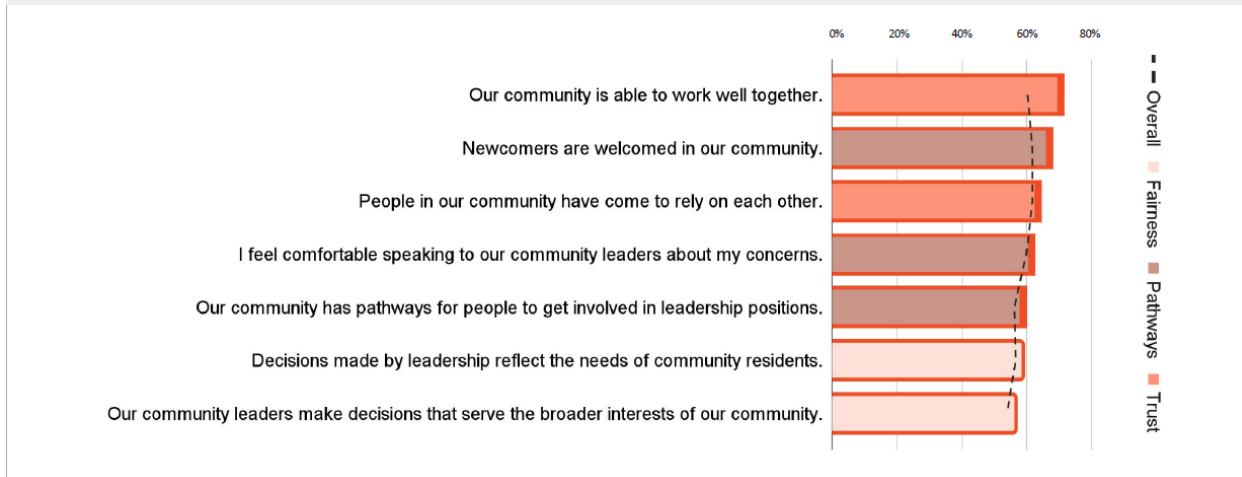 0% 20% 40% 60% 80%
Our community is able to work well together.
Newcomers are welcomed in our community.
People in our community have come to rely on each other.
I feel comfortable speaking to our community leaders about my concerns.
Our community has pathways for people to get involved in leadership positions.
Decisions made by leadership reflect the needs of community residents.
Our community leaders make decisions that serve the broader interests of our community.
Overall Fairness Pathways Trust